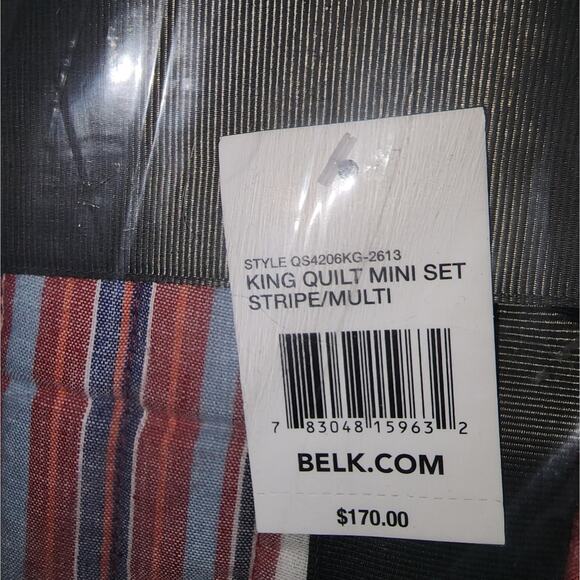 STYLE QS4206KG-2613
KING QUILT MINI SET
STRIPE/MULTI
7 83048 15963 2
BELK.COM
$170.00